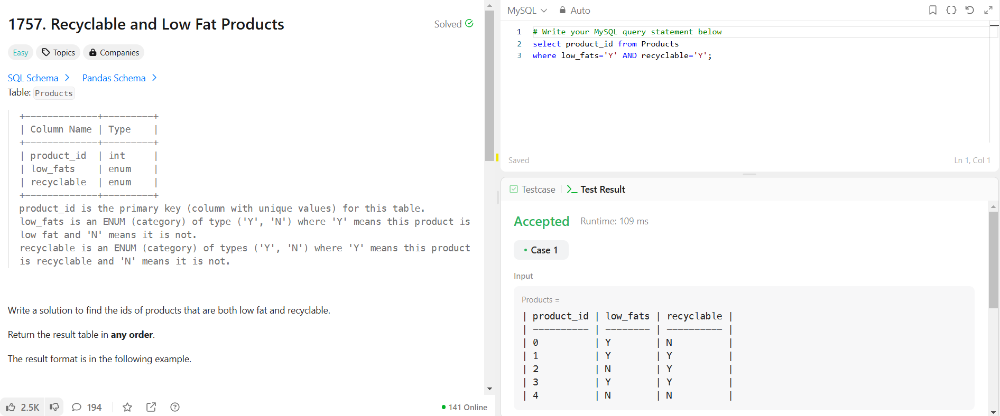 1757. Recyclable and Low Fat Products
Solved
Easy
Topics
Companies
SQL Schema
Pandas Schema
Table: Products
+-------------+---------+
| Column Name | Type    |
+-------------+---------+
| product_id  | int     |
| low_fats    | enum    |
| recyclable  | enum    |
+-------------+---------+
product_id is the primary key (column with unique values) for this table.
low_fats is an ENUM (category) of type ('Y', 'N') where 'Y' means this product is
low fat and 'N' means it is not.
recyclable is an ENUM (category) of types ('Y', 'N') where 'Y' means this product
is recyclable and 'N' means it is not.
Write a solution to find the ids of products that are both low fat and recyclable.
Return the result table in any order.
The result format is in the following example.
2.5K
194
141 Online
MySQL
Auto
1 # Write your MySQL query statement below
2 select product_id from Products
3 where low_fats='Y' AND recyclable='Y';
Saved
Ln 1, Col 1
Testcase
Test Result
Accepted
Runtime: 109 ms
Case 1
Input
Products =
| product_id | low_fats | recyclable |
| ---------- | -------- | ---------- |
| 0          | Y        | N          |
| 1          | Y        | Y          |
| 2          | N        | Y          |
| 3          | Y        | Y          |
| 4          | N        | N          |